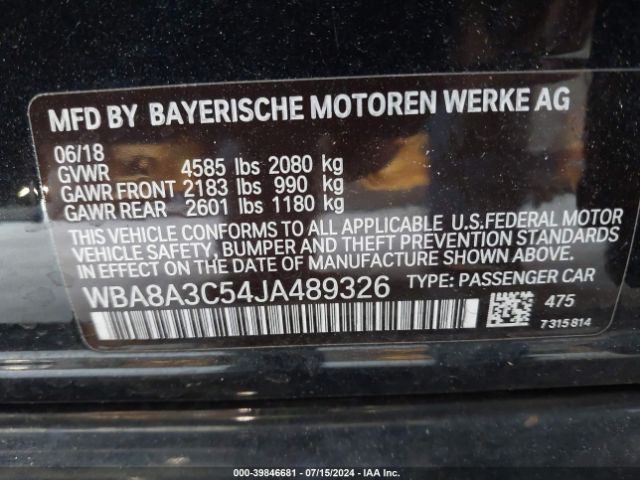 MFD BY BAYERISCHE MOTOREN WERKE AG
06/18
GVWR 4585 lbs 2080 kg
GAWR FRONT 2183 lbs 990 kg
GAWR REAR 2601 lbs 1180 kg
THIS VEHICLE CONFORMS TO ALL APPLICABLE U.S.FEDERAL MOTOR
VEHICLE SAFETY, BUMPER AND THEFT PREVENTION STANDARDS
IN EFFECT ON THE DATE OF MANUFACTURE SHOWN ABOVE.
WBA8A3C54JA489326 TYPE: PASSENGER CAR
475
7315814
000-39846681 - 07/15/2024 - IAA Inc.